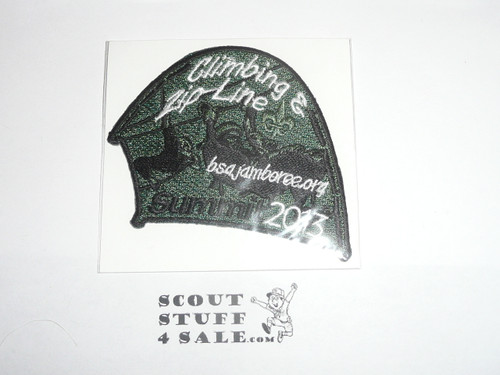 Climbing &
Zip-Line
bsajamboree.org
Summit 2013
SCOUT
STUFF
4 SALE.COM